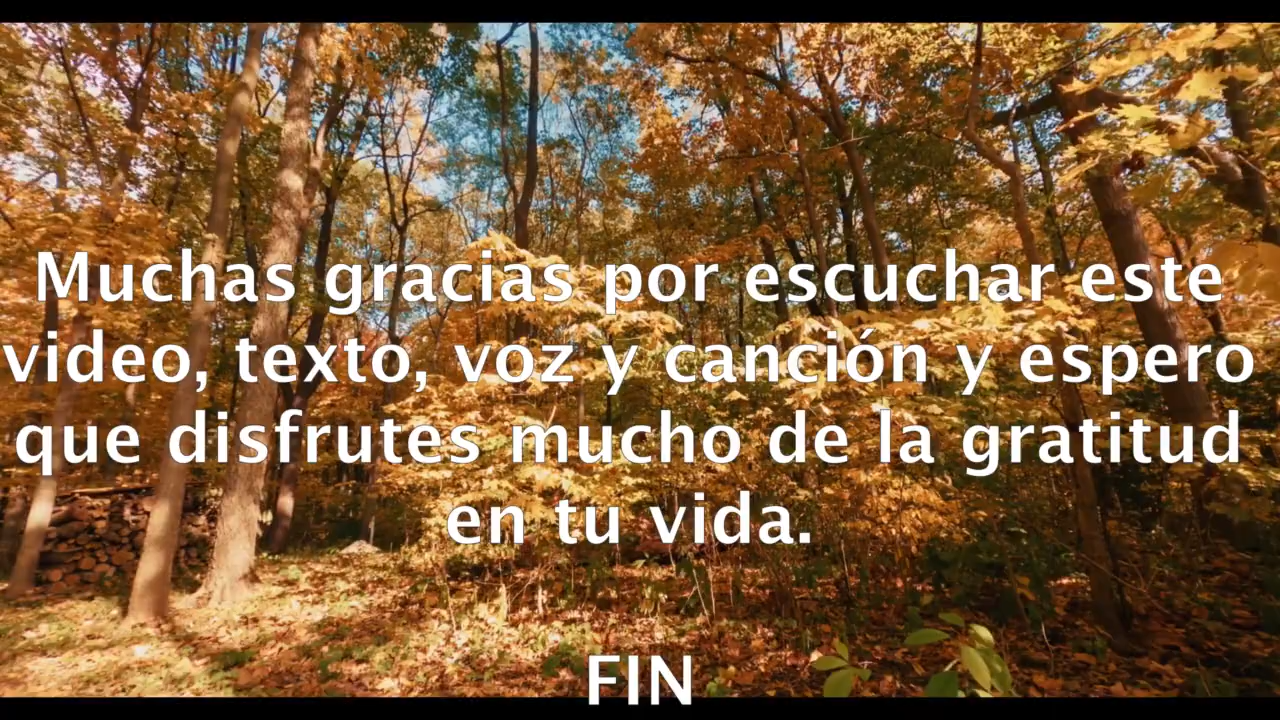 Muchas gracias por escuchar este
video, texto, voz y canción y espero
que disfrutes mucho de la gratitud
en tu vida.
FIN